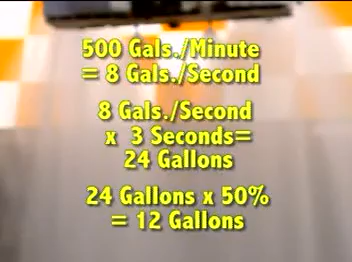 500 Gals./Minute
= 8 Gals./Second
8 Gals./Second
x 3 Seconds=
24 Gallons
24 Gallons x 50%
= 12 Gallons